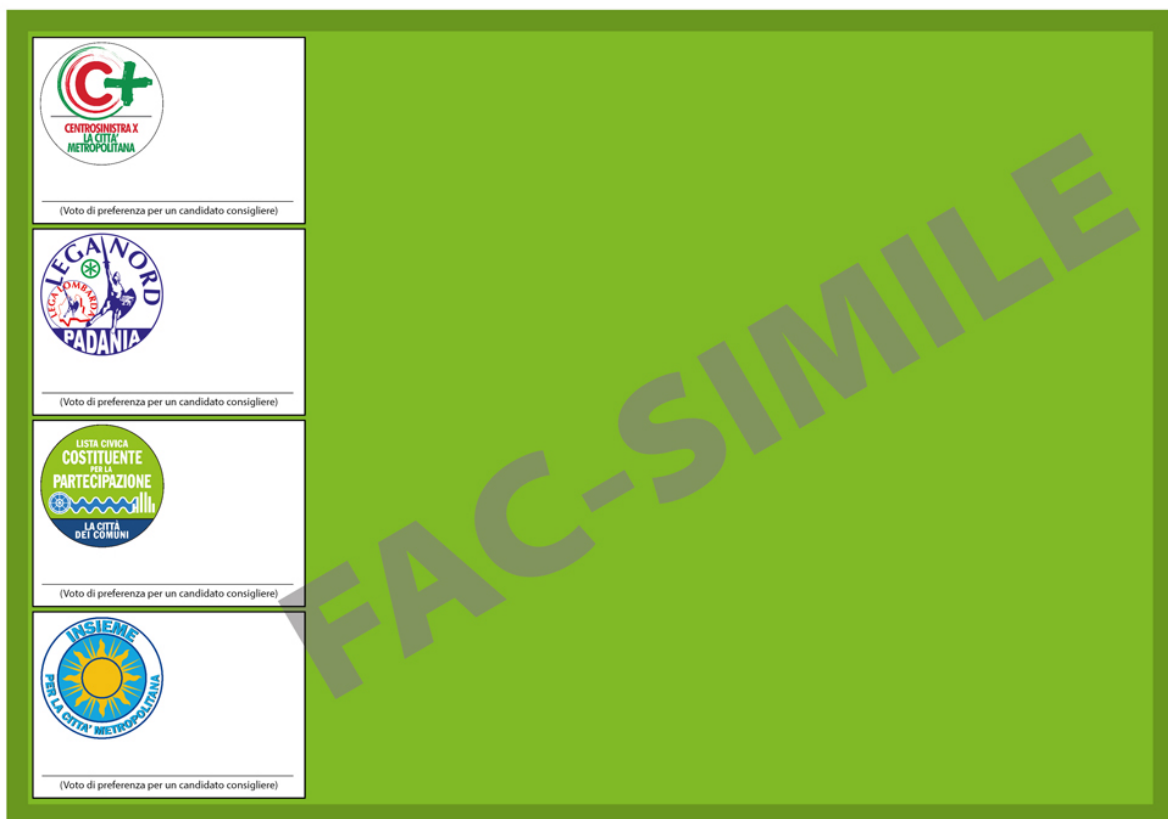 C+
CENTROSINISTRA X
LA CITTA'
METROPOLITANA
(Voto di preferenza per un candidato consigliere)
LEGA NORD
LEGA LOMBARDA
PADANIA
(Voto di preferenza per un candidato consigliere)
LISTA CIVICA
COSTITUENTE
PER LA
PARTECIPAZIONE
LA CITTÀ
DEI COMUNI
(Voto di preferenza per un candidato consigliere)
INSIEME
PER LA CITTA' METROPOLITANA
(Voto di preferenza per un candidato consigliere)
FAC-SIMILE